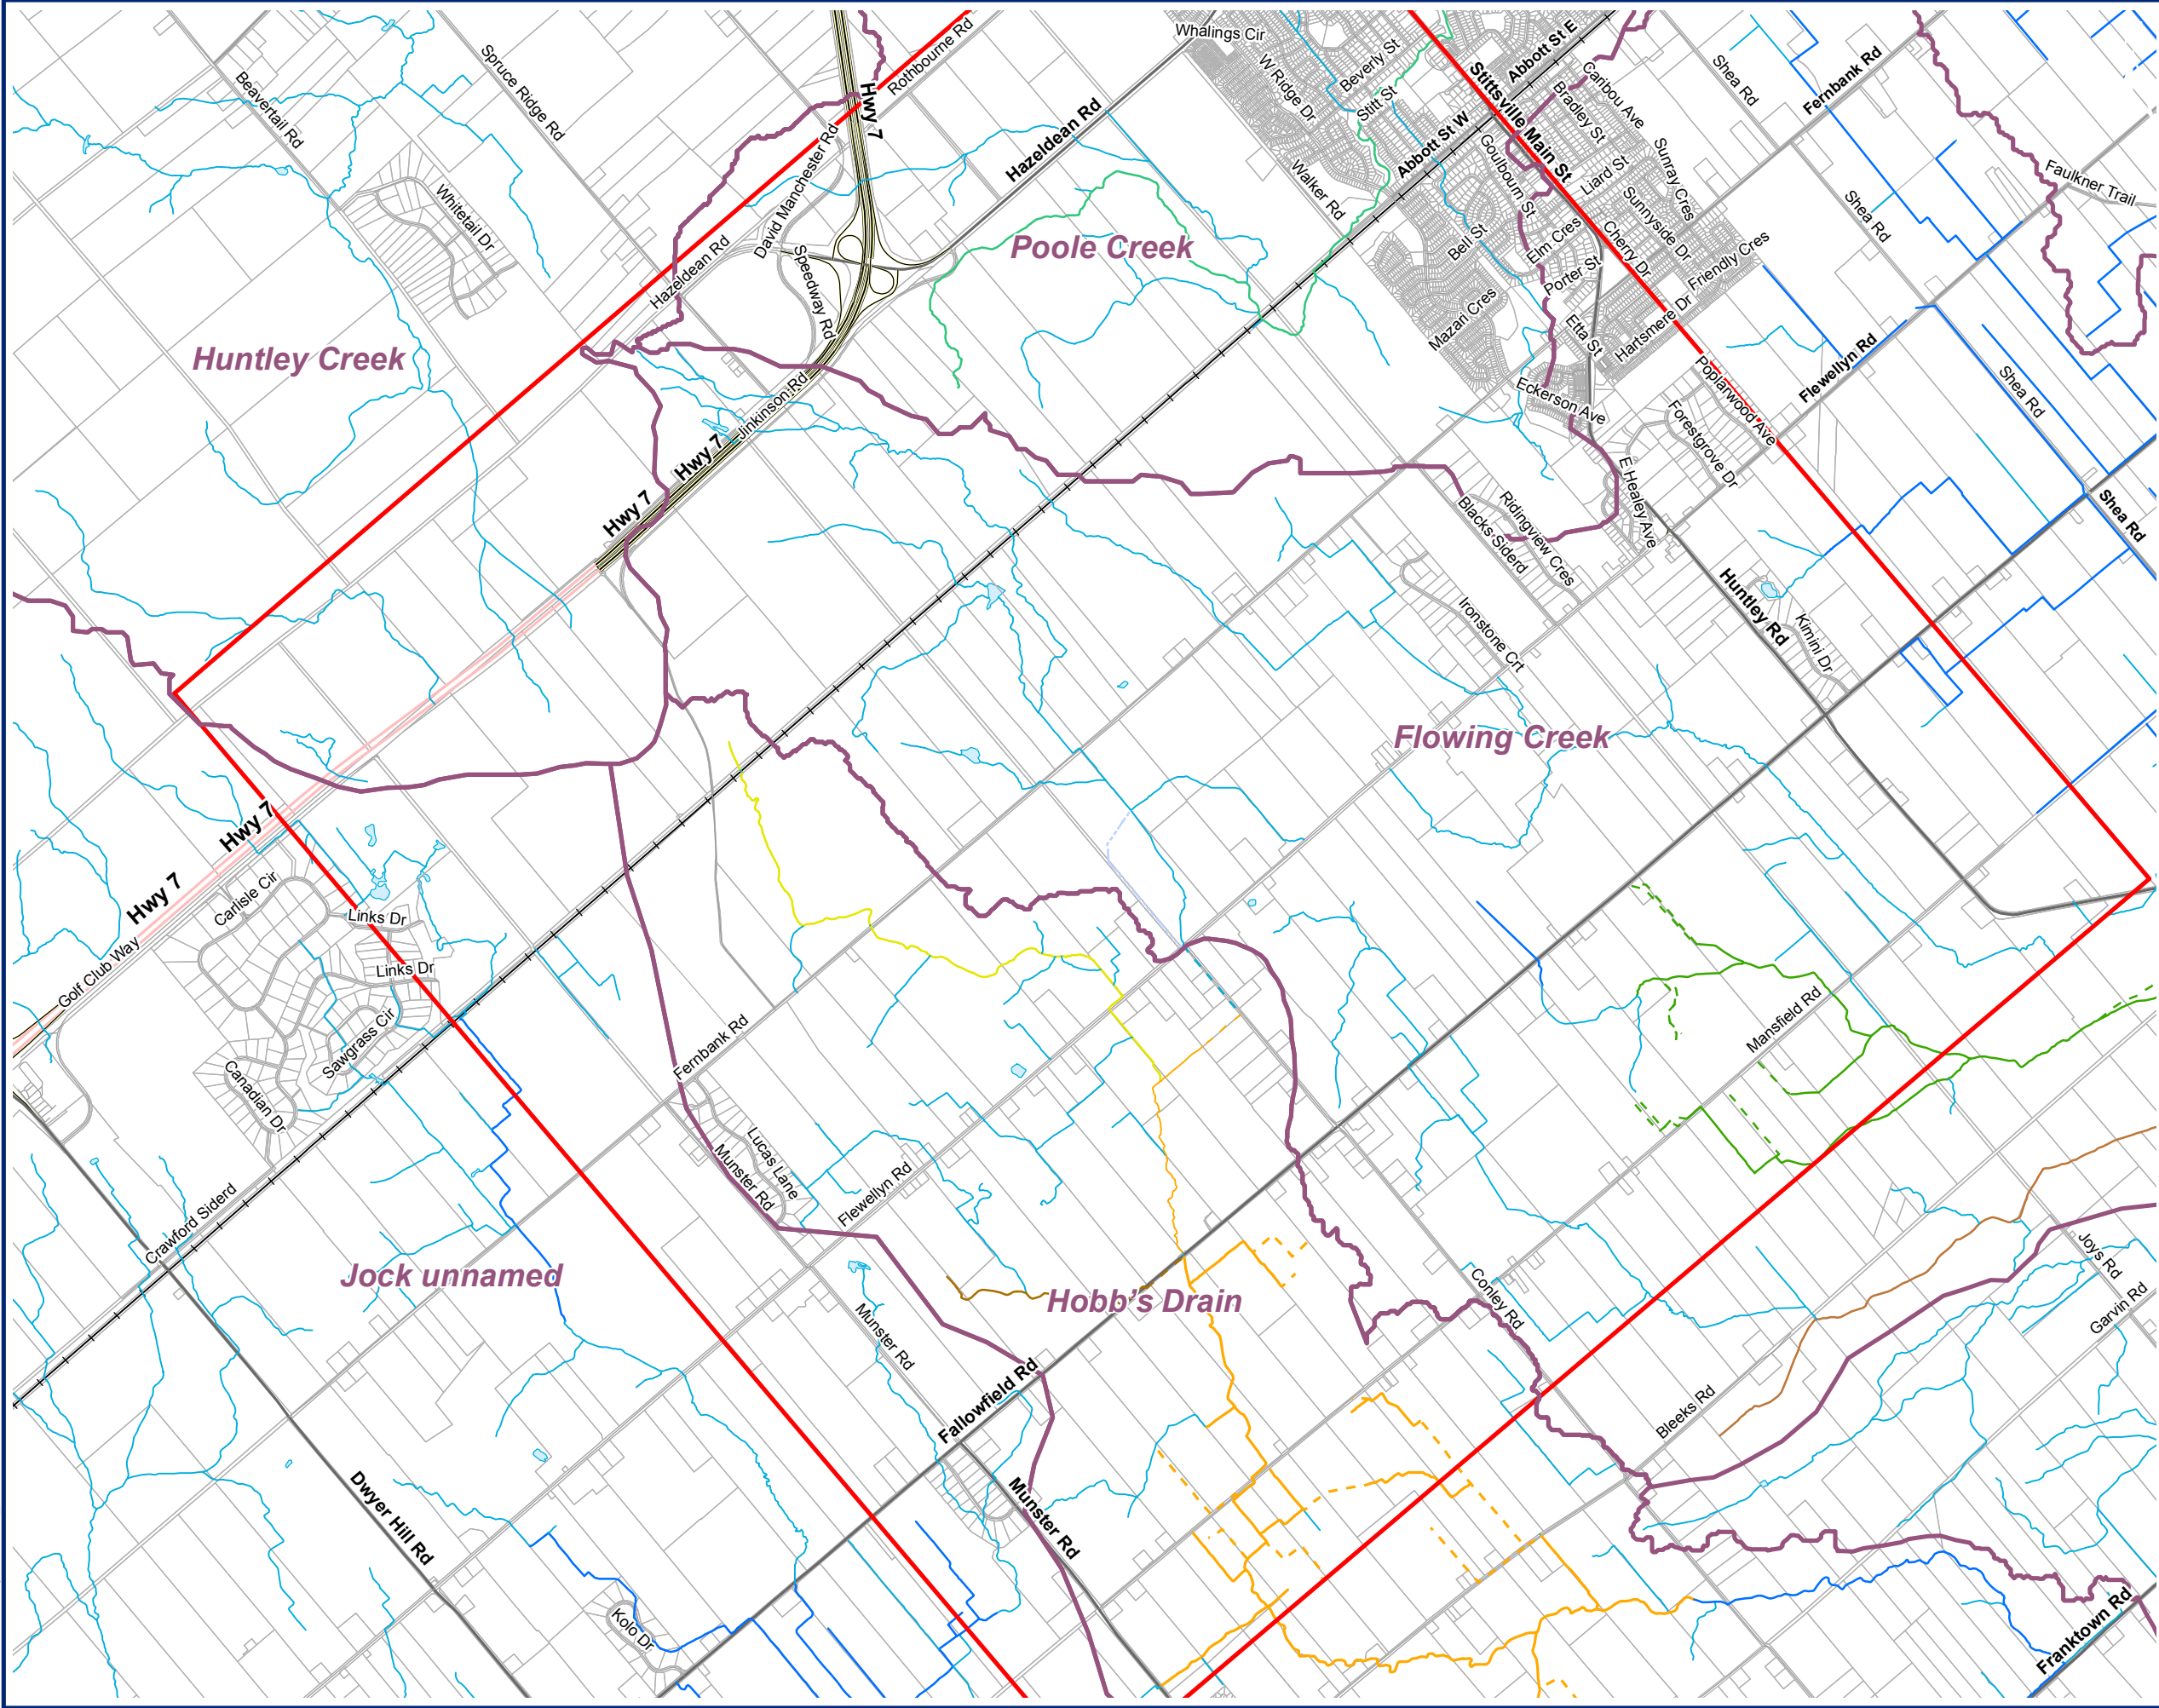 Whalings Cir
Abbott St E
Rothbourne Rd
Spruce Ridge Rd
Beavertail Rd
Hwy 7
W Ridge Dr
Beverly St
Stitt St
Stittsville Main St
Caribou Ave
Bradley St
Shea Rd
Fernbank Rd
Hazeldean Rd
Abbott St W
David Manchester Rd
Walker Rd
Goulbourn St
Liard St
Sunray Cres
Sunnyside Dr
Shea Rd
Faulkner Trail
Whitetail Dr
Hazeldean Rd
Speedway Rd
Poole Creek
Bell St
Elm Cres
Porter St
Cherry Dr
Friendly Cres
Mazari Cres
Etta St
Hartsmere Dr
Huntley Creek
Jinkinson Rd
Hwy 7
Hwy 7
Eckerson Ave
Poplarwood Ave
Forestgrove Dr
Flewellyn Rd
Shea Rd
E Healey Ave
Ridingview Cres
Blacks Siderd
Shea Rd
Ironstone Crt
Huntley Rd
Kimini Dr
Flowing Creek
Hwy 7
Hwy 7
Carlisle Cir
Links Dr
Links Dr
Golf Club Way
Sawgrass Cir
Canadian Dr
Fernbank Rd
Mansfield Rd
Lucas Lane
Munster Rd
Flewellyn Rd
Crawford Siderd
Jock unnamed
Hobb's Drain
Conley Rd
Joys Rd
Garvin Rd
Munster Rd
Fallowfield Rd
Bleeks Rd
Dwyer Hill Rd
Munster Rd
Kolo Dr
Franktown Rd